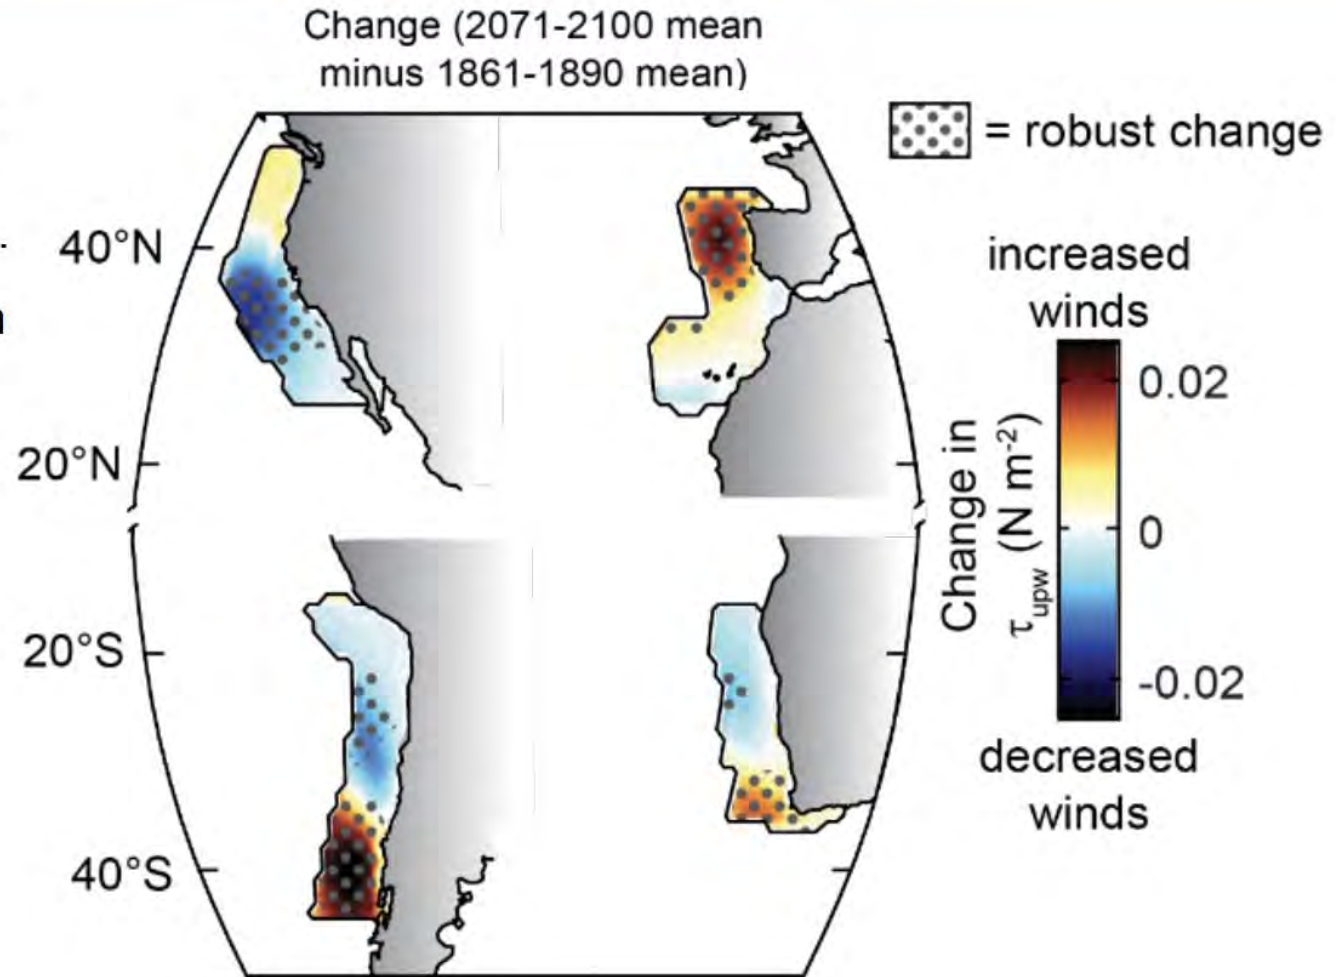 Change (2071-2100 mean
minus 1861-1890 mean)
= robust change
40°N
20°N
20°S
40°S
increased
winds
0.02
0
-0.02
Change in
τupw (N m-2)
decreased
winds